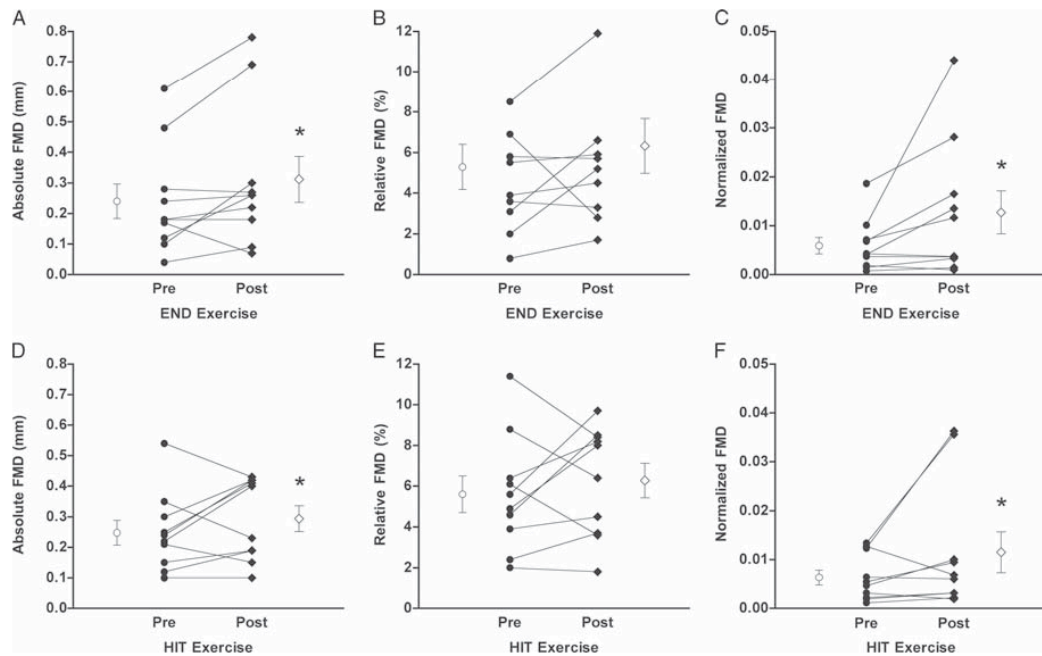 A
Absolute FMD (mm)
0.8
0.7
0.6
0.5
0.4
0.3
0.2
0.1
0.0
*
Pre Post
END Exercise
B
Relative FMD (%)
12
10
8
6
4
2
0
Pre Post
END Exercise
C
Normalized FMD
0.05
0.04
0.03
0.02
0.01
0.00
*
Pre Post
END Exercise
D
Absolute FMD (mm)
0.8
0.7
0.6
0.5
0.4
0.3
0.2
0.1
0.0
*
Pre Post
HIT Exercise
E
Relative FMD (%)
12
10
8
6
4
2
0
Pre Post
HIT Exercise
F
Normalized FMD
0.05
0.04
0.03
0.02
0.01
0.00
*
Pre Post
HIT Exercise